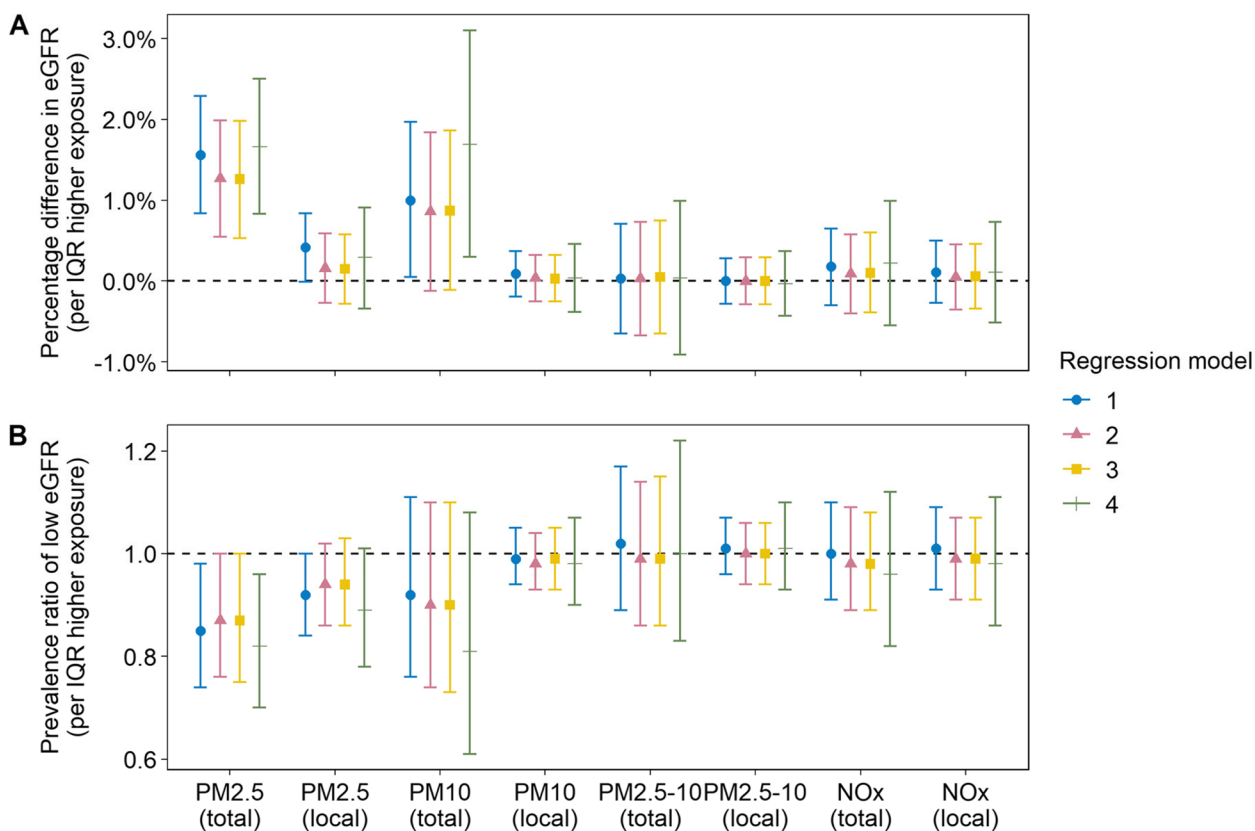 A
Percentage difference in eGFR
(per IQR higher exposure)
3.0%
2.0%
1.0%
0.0%
-1.0%
B
Prevalence ratio of low eGFR
(per IQR higher exposure)
1.2
1.0
0.8
0.6
PM2.5 PM2.5 PM10 PM10 PM2.5-10 PM2.5-10 NOx NOx
(total) (local) (total) (local) (total) (local) (total) (local)
Regression model
1
2
3
4